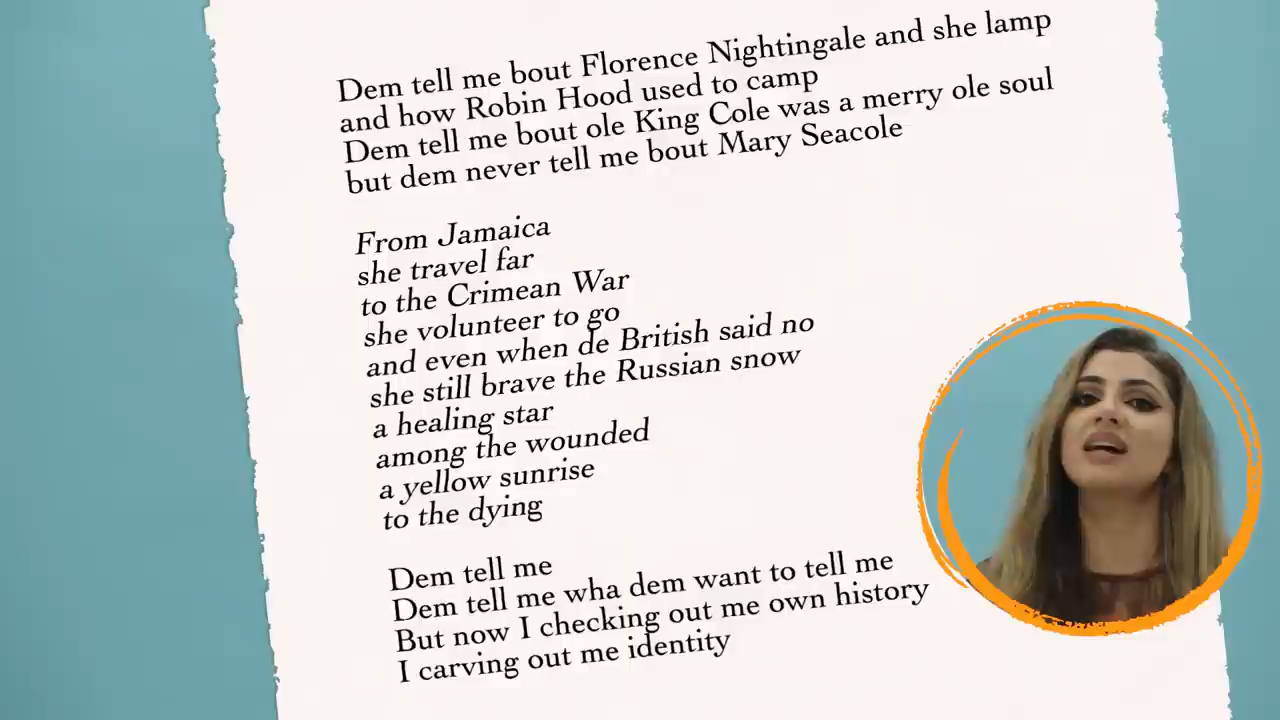 Dem tell me bout Florence Nightingale and she lamp
and how Robin Hood used to camp
Dem tell me bout ole King Cole was a merry ole soul
but dem never tell me bout Mary Seacole
From Jamaica
she travel far
to the Crimean War
she volunteer to go
and even when de British said no
she still brave the Russian snow
a healing star
among the wounded
a yellow sunrise
to the dying
Dem tell me
Dem tell me wha dem want to tell me
But now I checking out me own history
I carving out me identity